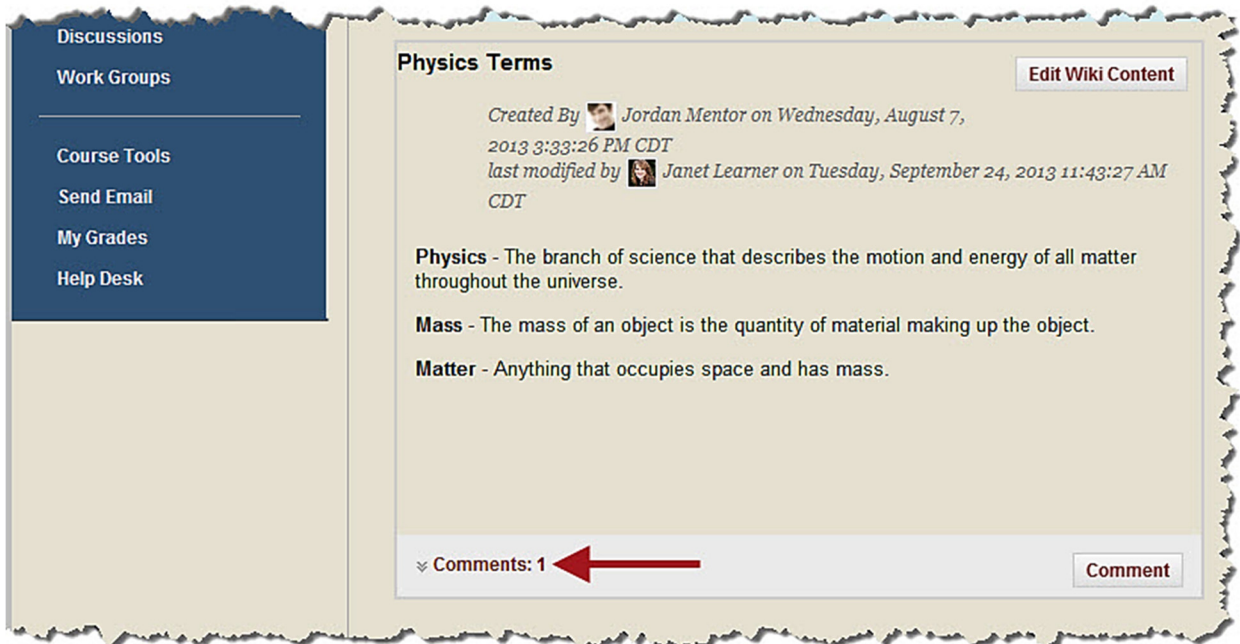 Discussions
Work Groups
Course Tools
Send Email
My Grades
Help Desk
Physics Terms
Edit Wiki Content
Created By Jordan Mentor on Wednesday, August 7,
2013 3:33:26 PM CDT
last modified by Janet Learner on Tuesday, September 24, 2013 11:43:27 AM
CDT
Physics - The branch of science that describes the motion and energy of all matter
throughout the universe.
Mass - The mass of an object is the quantity of material making up the object.
Matter - Anything that occupies space and has mass.
Comments: 1
Comment